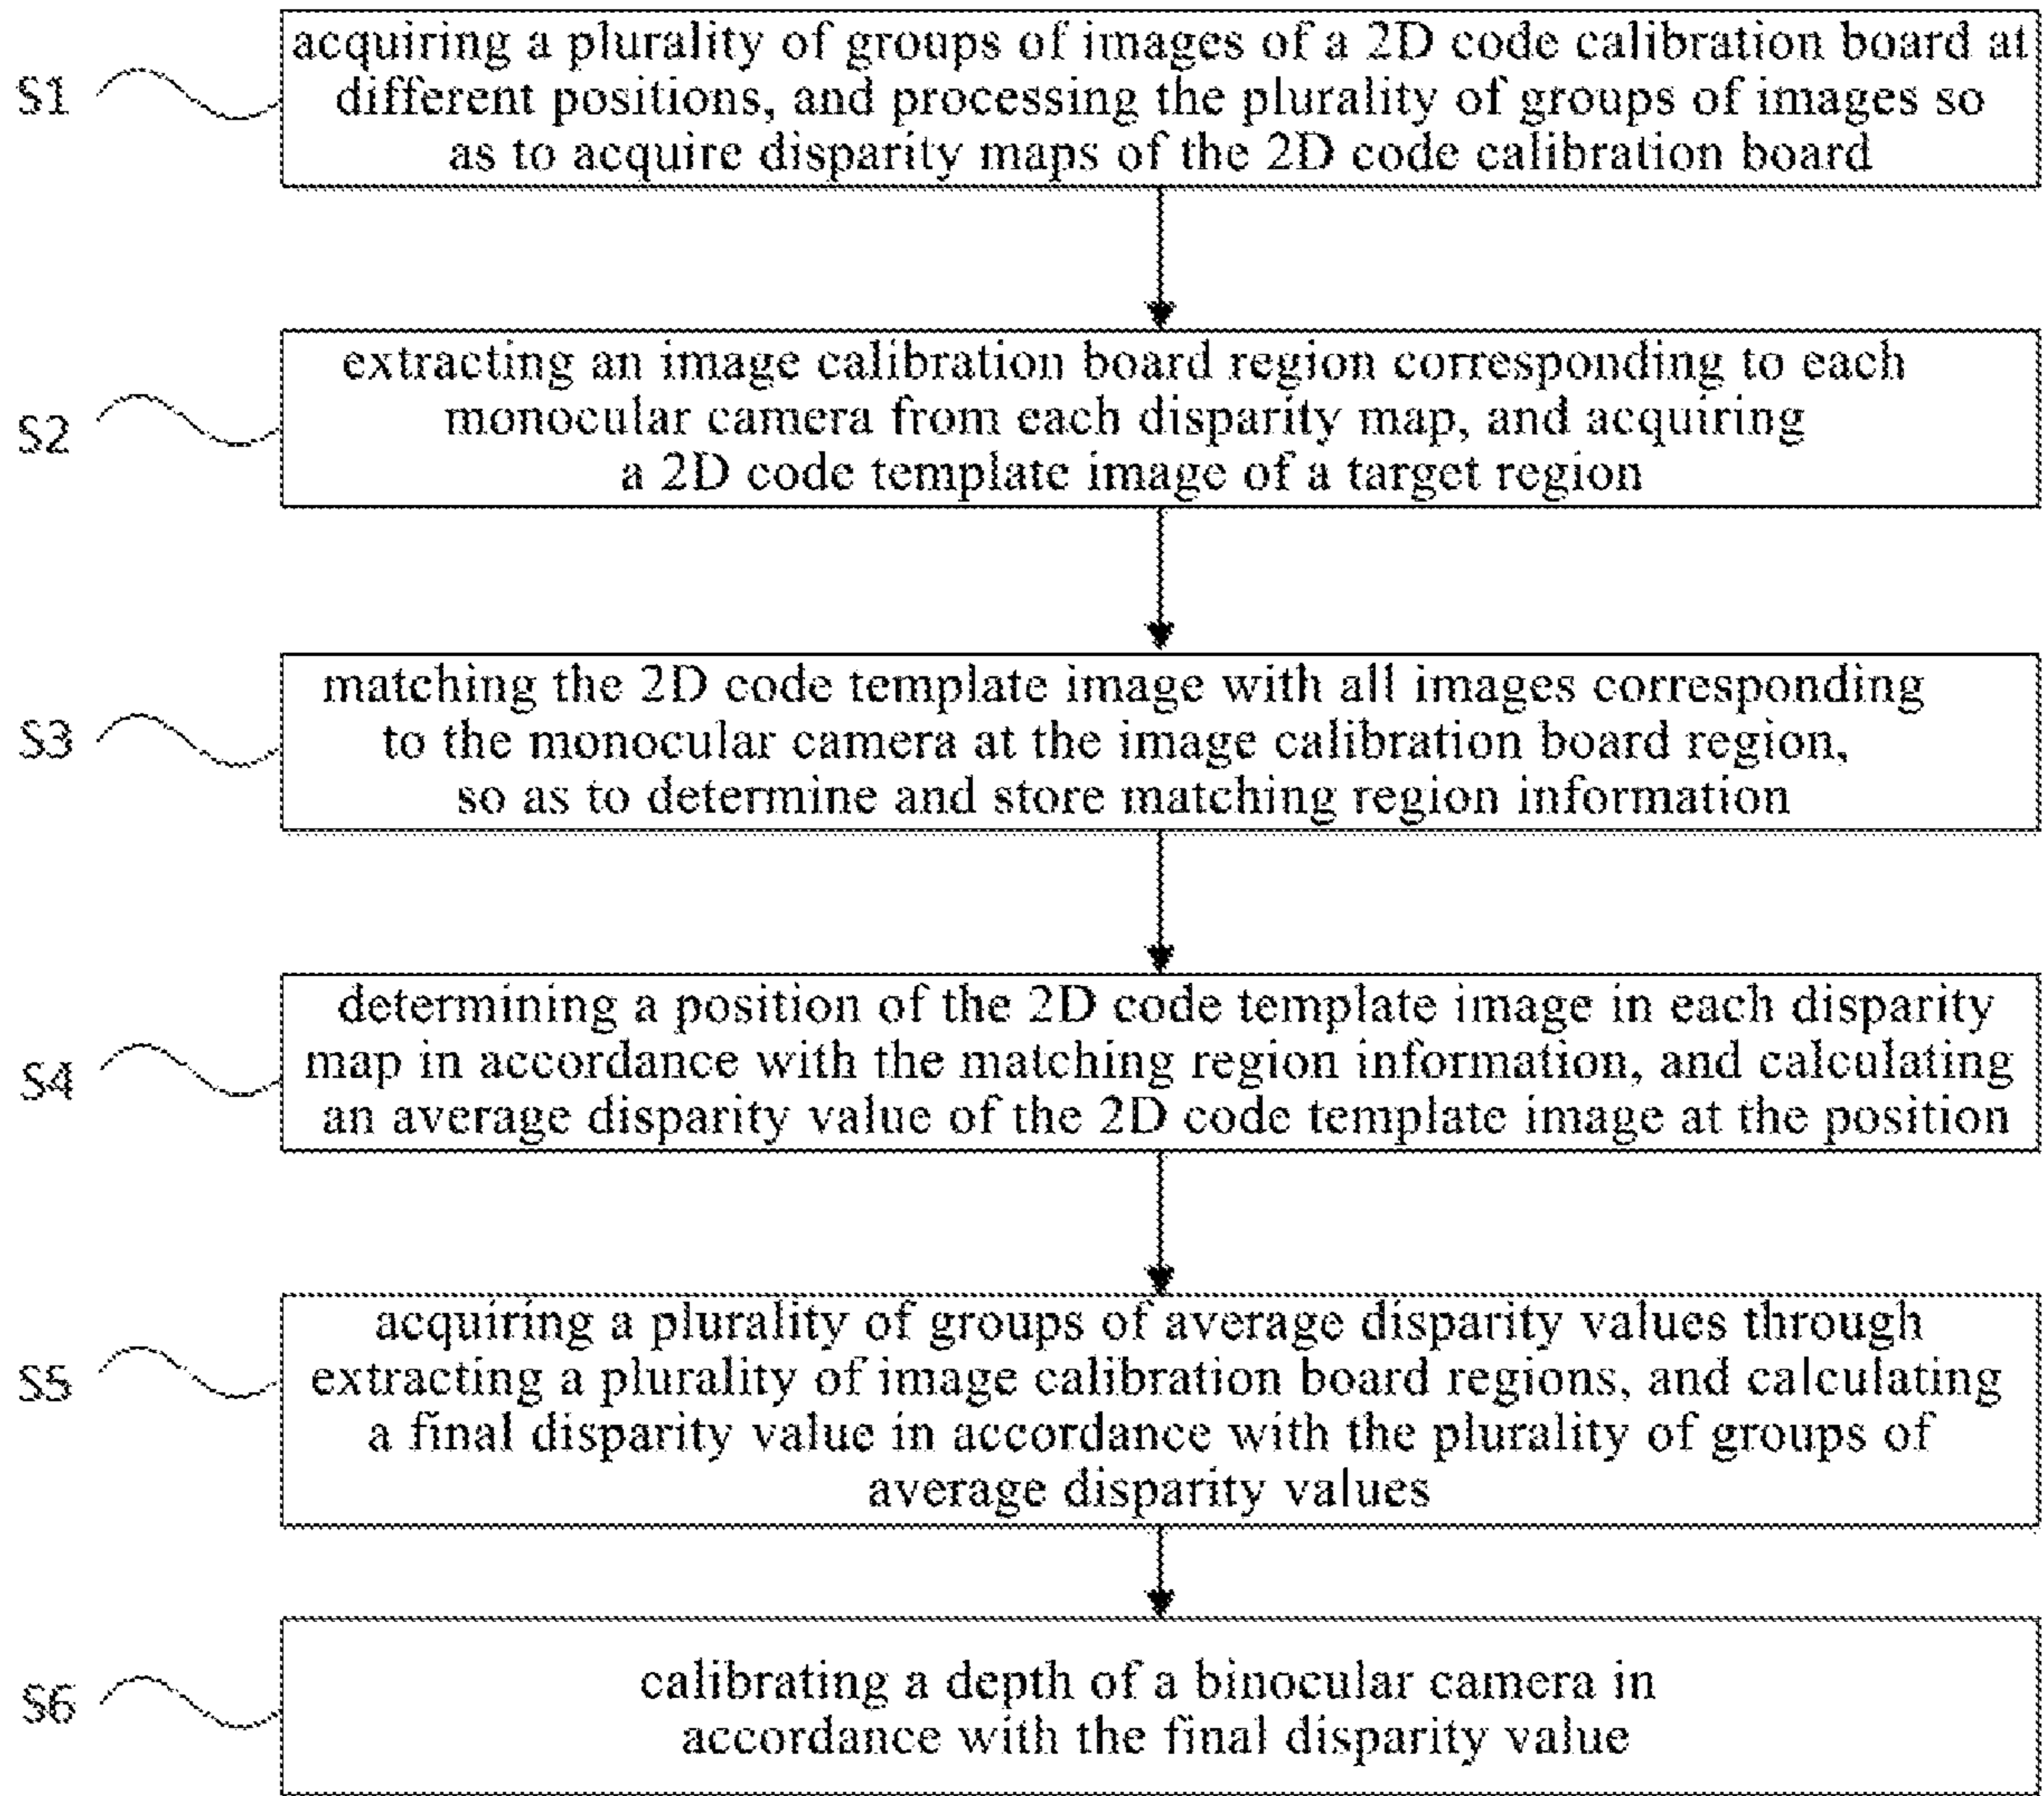 acquiring a plurality of groups of images of a 2D code calibration board at
S1
different positions, and processing the plurality of groups of images so
as to acquire disparity maps of the 2D code calibration board
extracting an image calibration board region corresponding to each
S2
monocular camera from each disparity map, and acquiring
a 2D code template image of a target region
matching the 2D code template image with all images corresponding
S3
to the monocular camera at the image calibration board region,
so as to determine and store matching region information
determining a position of the 2D code template image in each disparity
S4
map in accordance with the matching region information, and calculating
an average disparity value of the 2D code template image at the position
acquiring a plurality of groups of average disparity values through
S5
extracting a plurality of image calibration board regions, and calculating
a final disparity value in accordance with the plurality of groups of
average disparity values
S6
calibrating a depth of a binocular camera in
accordance with the final disparity value